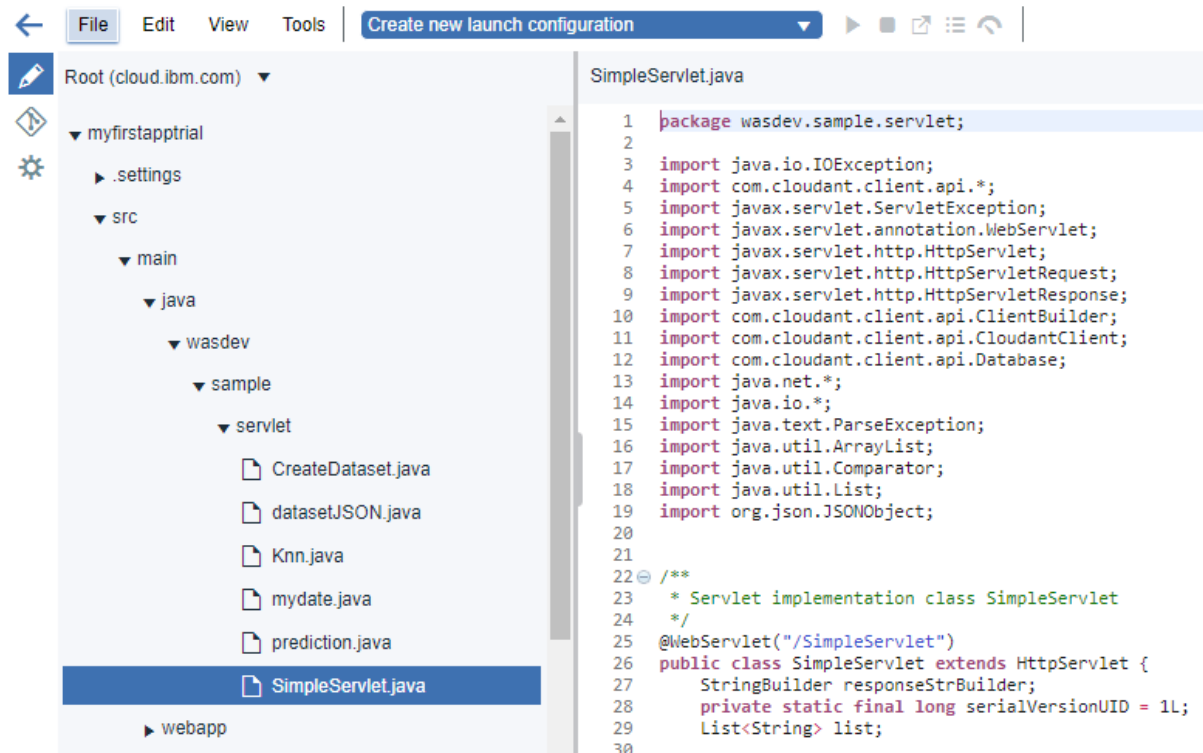 File Edit View Tools Create new launch configuration
Root (cloud.ibm.com)
myfirstapptrial
.settings
src
main
java
wasdev
sample
servlet
CreateDataset.java
datasetJSON.java
Knn.java
mydate.java
prediction.java
SimpleServlet.java
webapp
SimpleServlet.java
1 package wasdev.sample.servlet;
2
3 import java.io.IOException;
4 import com.cloudant.client.api.*;
5 import javax.servlet.ServletException;
6 import javax.servlet.annotation.WebServlet;
7 import javax.servlet.http.HttpServlet;
8 import javax.servlet.http.HttpServletRequest;
9 import javax.servlet.http.HttpServletResponse;
10 import com.cloudant.client.api.ClientBuilder;
11 import com.cloudant.client.api.CloudantClient;
12 import com.cloudant.client.api.Database;
13 import java.net.*;
14 import java.io.*;
15 import java.text.ParseException;
16 import java.util.ArrayList;
17 import java.util.Comparator;
18 import java.util.List;
19 import org.json.JSONObject;
20
21
22 /**
23 * Servlet implementation class SimpleServlet
24 */
25 @WebServlet("/SimpleServlet")
26 public class SimpleServlet extends HttpServlet {
27 StringBuilder responseStrBuilder;
28 private static final long serialVersionUID = 1L;
29 List<String> list;
30